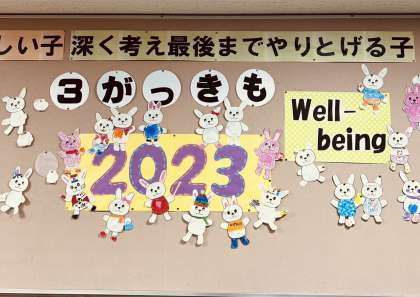 しい子 深く考え最後までやりとげる子
3がっきも
Well-
being
2023